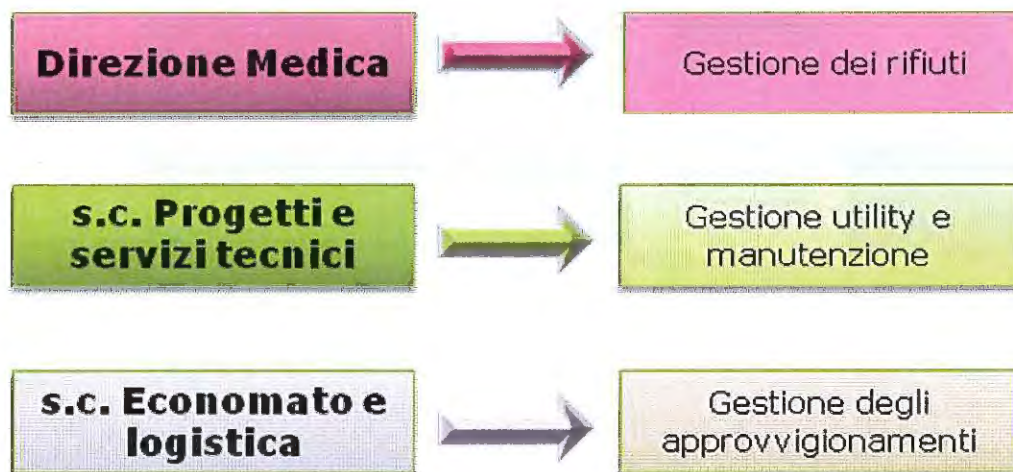 Direzione Medica
Gestione dei rifiuti
s.c. Progetti e
servizi tecnici
Gestione utility e
manutenzione
s.c. Economato e
logistica
Gestione degli
approvvigionamenti